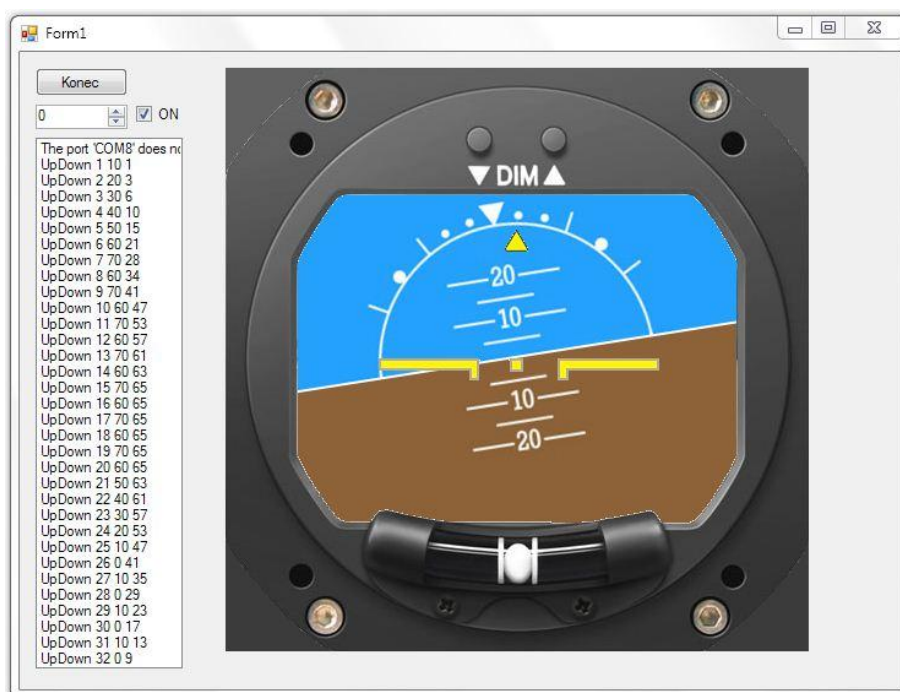 Form1
Konec
0 ON
The port 'COM8' does no
UpDown 1 10 1
UpDown 2 20 3
UpDown 3 30 6
UpDown 4 40 10
UpDown 5 50 15
UpDown 6 60 21
UpDown 7 70 28
UpDown 8 60 34
UpDown 9 70 41
UpDown 10 60 47
UpDown 11 70 53
UpDown 12 60 57
UpDown 13 70 61
UpDown 14 60 63
UpDown 15 70 65
UpDown 16 60 65
UpDown 17 70 65
UpDown 18 60 65
UpDown 19 70 65
UpDown 20 60 65
UpDown 21 50 63
UpDown 22 40 61
UpDown 23 30 57
UpDown 24 20 53
UpDown 25 10 47
UpDown 26 0 41
UpDown 27 10 35
UpDown 28 0 29
UpDown 29 10 23
UpDown 30 0 17
UpDown 31 10 13
UpDown 32 0 9
DIM
20
10
10
20